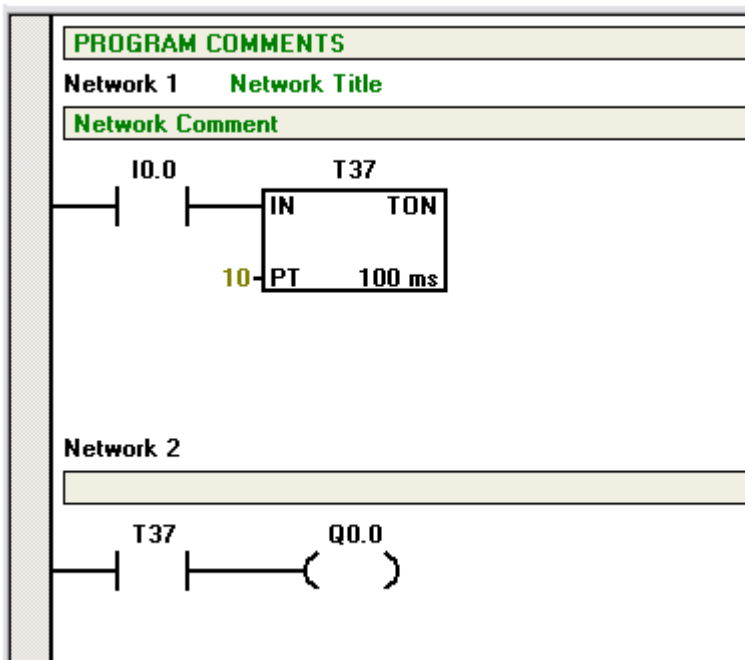 PROGRAM COMMENTS
Network 1 Network Title
Network Comment
I0.0 T37
IN TON
10 PT 100 ms
Network 2
T37 Q0.0